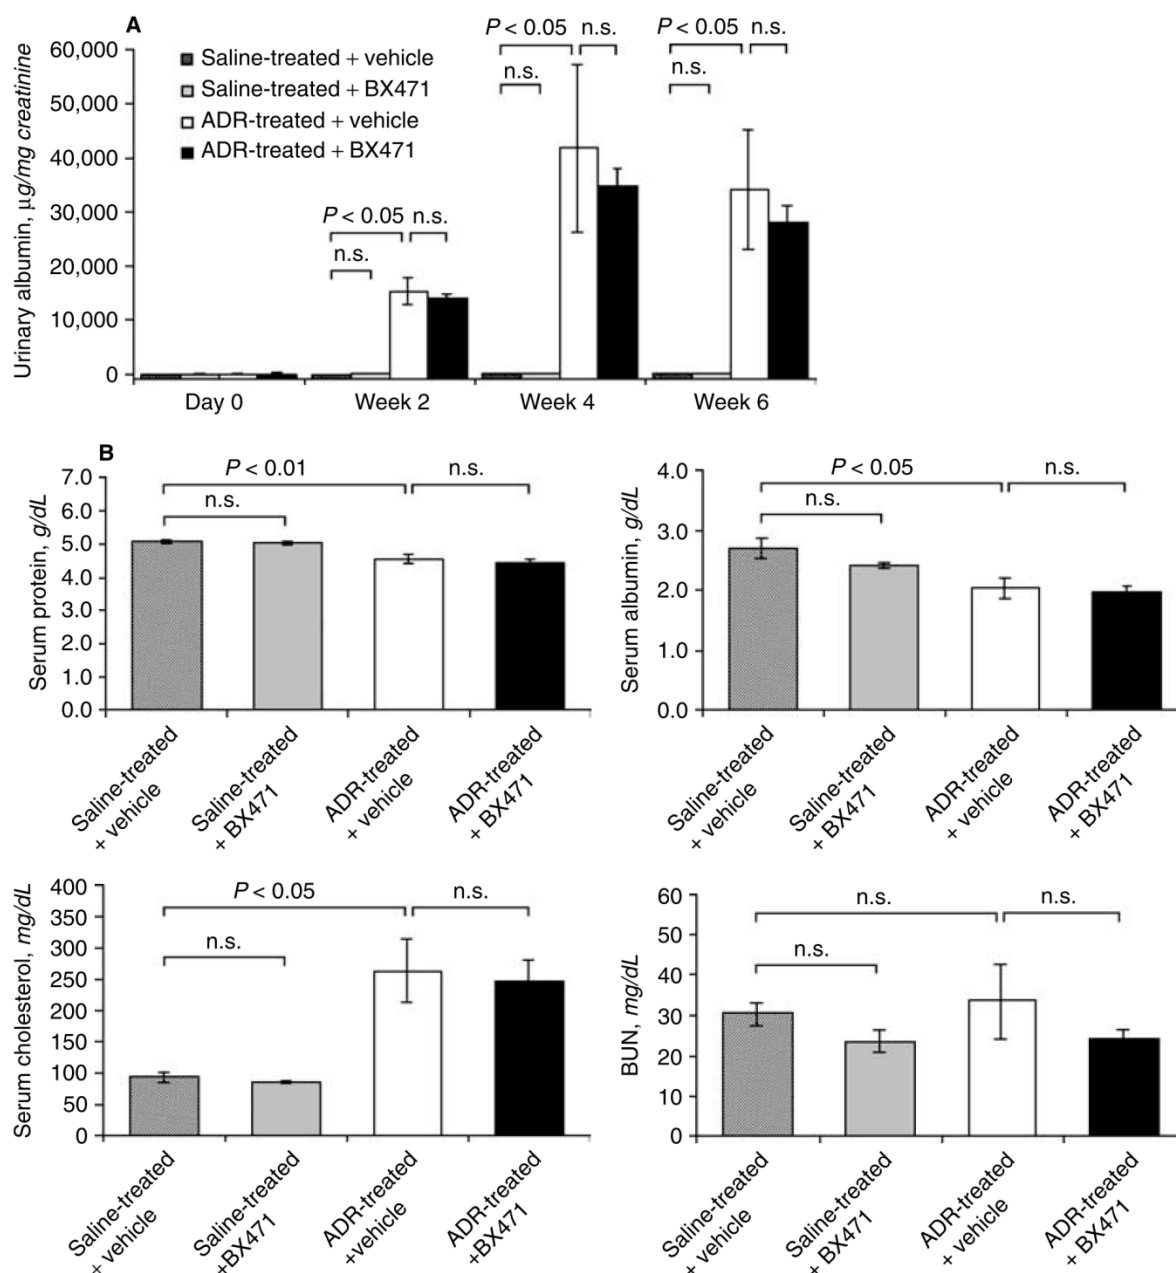 A
P < 0.05
n.s.
P < 0.05
n.s.
Urinary albumin, μg/mg creatinine
60,000
50,000
40,000
30,000
20,000
10,000
0
Saline-treated + vehicle
Saline-treated + BX471
ADR-treated + vehicle
ADR-treated + BX471
n.s.
n.s.
P < 0.05
n.s.
n.s.
Day 0
Week 2
Week 4
Week 6
B
Serum protein, g/dL
7.0
6.0
5.0
4.0
3.0
2.0
1.0
0.0
P < 0.01
n.s.
n.s.
Saline-treated
+ vehicle
Saline-treated
+ BX471
ADR-treated
+ vehicle
ADR-treated
+ BX471
Serum albumin, g/dL
4.0
3.0
2.0
1.0
0.0
P < 0.05
n.s.
n.s.
Saline-treated
+ vehicle
Saline-treated
+ BX471
ADR-treated
+ vehicle
ADR-treated
+ BX471
Serum cholesterol, mg/dL
400
350
300
250
200
150
100
50
0
P < 0.05
n.s.
n.s.
Saline-treated
+ vehicle
Saline-treated
+BX471
ADR-treated
+vehicle
ADR-treated
+BX471
BUN, mg/dL
60
50
40
30
20
10
0
n.s.
n.s.
n.s.
Saline-treated
+ vehicle
Saline-treated
+ BX471
ADR-treated
+ vehicle
ADR-treated
+ BX471